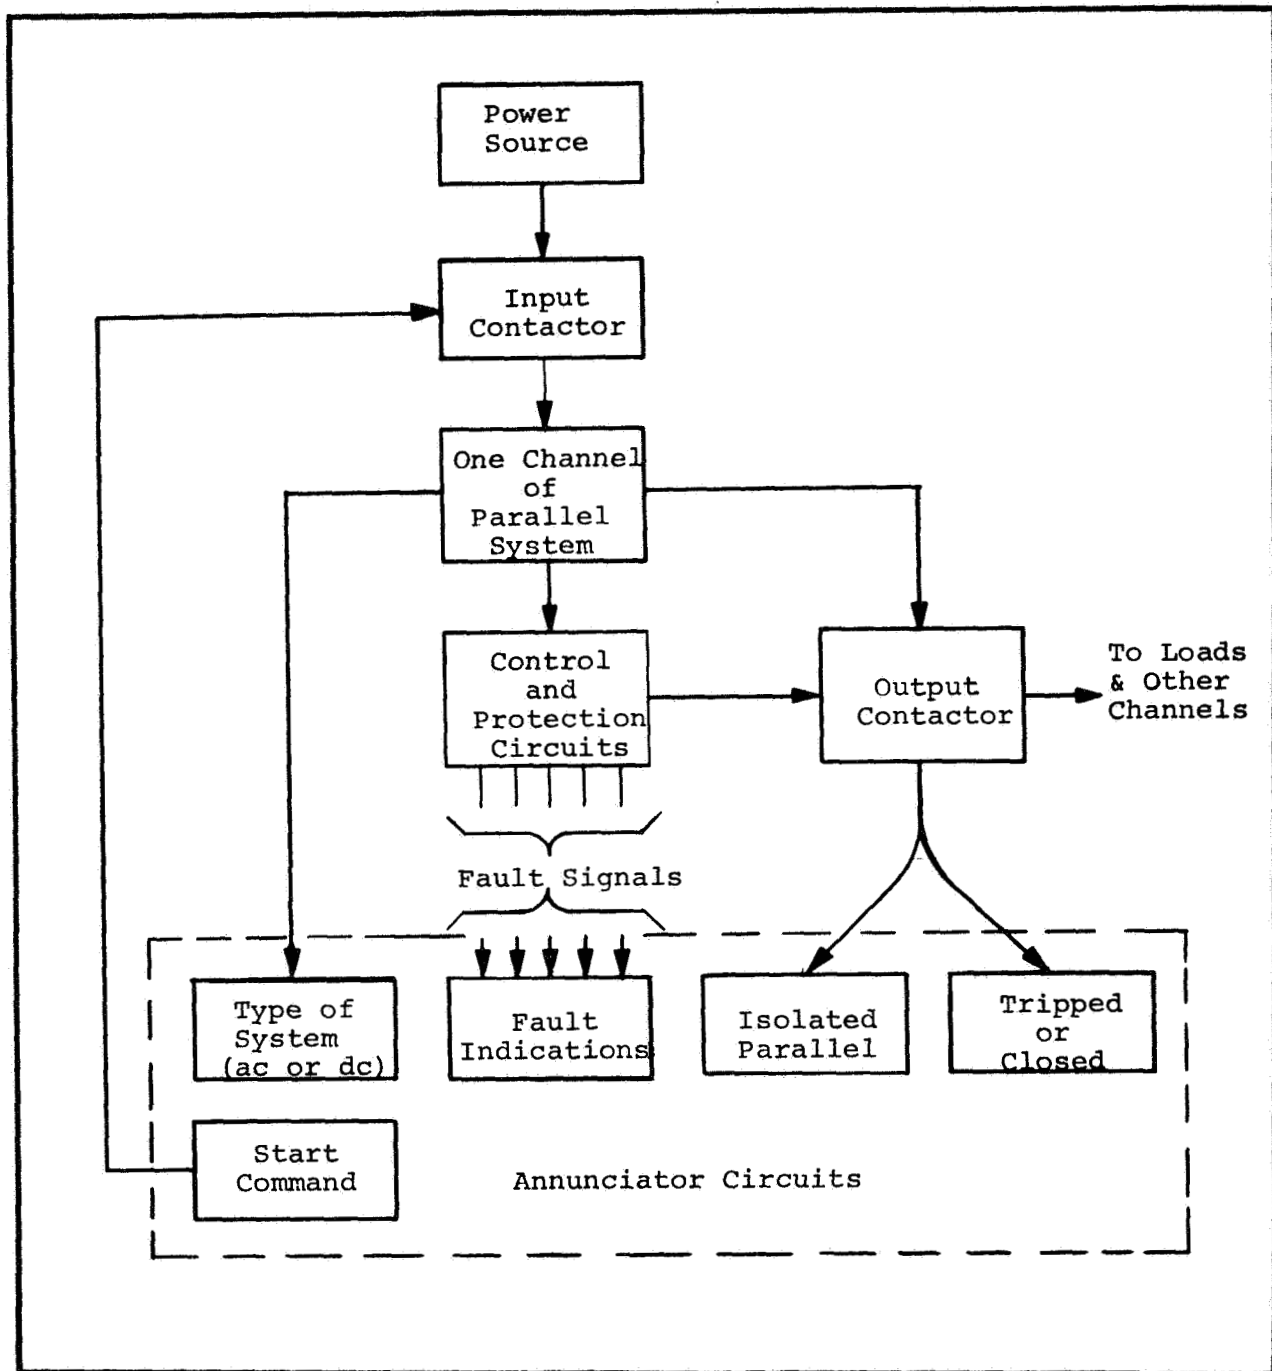 Power
Source
Input
Contactor
One Channel
of
Parallel
System
Control
and
Protection
Circuits
Output
Contactor
To Loads
& Other
Channels
Fault Signals
Type of
System
(ac or dc)
Fault
Indications
Isolated
Parallel
Tripped
or
Closed
Start
Command
Annunciator Circuits